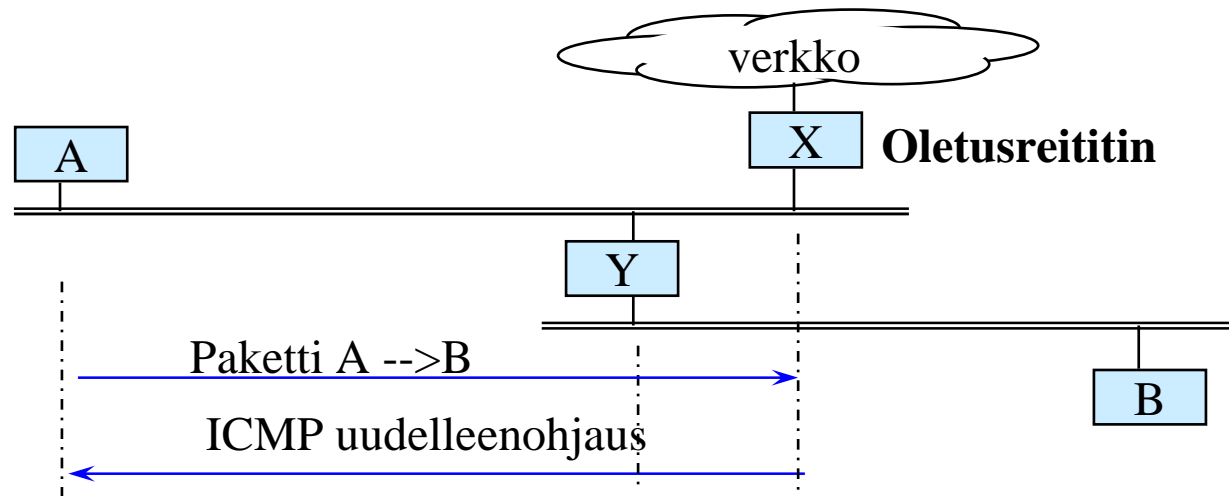 verkko
A
X
Oletusreititin
Y
Paketti A -->B
B
ICMP uudelleenohjaus